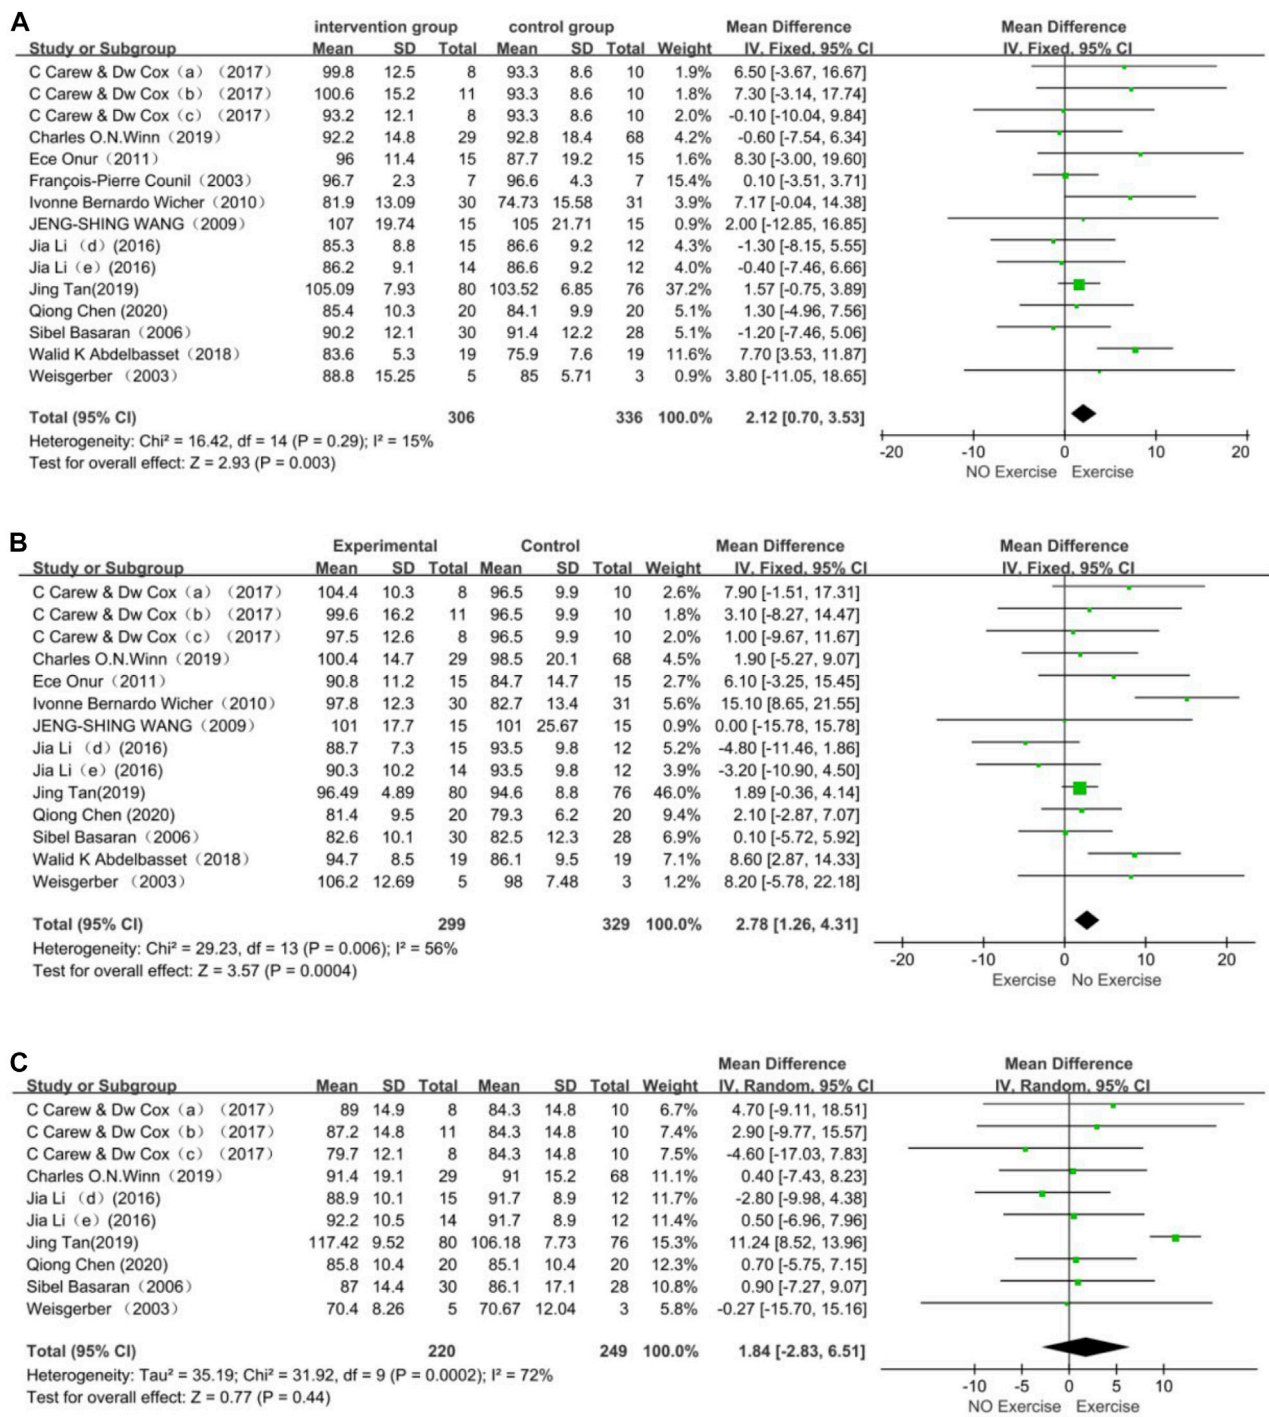 A
intervention group control group Mean Difference Mean Difference
Study or Subgroup Mean SD Total Mean SD Total Weight IV, Fixed, 95% CI IV, Fixed, 95% CI
C Carew & Dw Cox（a）（2017） 99.8 12.5 8 93.3 8.6 10 1.9% 6.50 [-3.67, 16.67]
C Carew & Dw Cox（b）（2017） 100.6 15.2 11 93.3 8.6 10 1.8% 7.30 [-3.14, 17.74]
C Carew & Dw Cox（c）（2017） 93.2 12.1 8 93.3 8.6 10 2.0% -0.10 [-10.04, 9.84]
Charles O.N.Winn（2019） 92.2 14.8 29 92.8 18.4 68 4.2% -0.60 [-7.54, 6.34]
Ece Onur（2011） 96 11.4 15 87.7 19.2 15 1.6% 8.30 [-3.00, 19.60]
François-Pierre Counil（2003） 96.7 2.3 7 96.6 4.3 7 15.4% 0.10 [-3.51, 3.71]
Ivonne Bernardo Wicher（2010） 81.9 13.09 30 74.73 15.58 31 3.9% 7.17 [-0.04, 14.38]
JENG-SHING WANG（2009） 107 19.74 15 105 21.71 15 0.9% 2.00 [-12.85, 16.85]
Jia Li （d）(2016) 85.3 8.8 15 86.6 9.2 12 4.3% -1.30 [-8.15, 5.55]
Jia Li（e）(2016) 86.2 9.1 14 86.6 9.2 12 4.0% -0.40 [-7.46, 6.66]
Jing Tan(2019) 105.09 7.93 80 103.52 6.85 76 37.2% 1.57 [-0.75, 3.89]
Qiong Chen (2020) 85.4 10.3 20 84.1 9.9 20 5.1% 1.30 [-4.96, 7.56]
Sibel Basaran（2006） 90.2 12.1 30 91.4 12.2 28 5.1% -1.20 [-7.46, 5.06]
Walid K Abdelbasset（2018） 83.6 5.3 19 75.9 7.6 19 11.6% 7.70 [3.53, 11.87]
Weisgerber （2003） 88.8 15.25 5 85 5.71 3 0.9% 3.80 [-11.05, 18.65]
Total (95% CI) 306 336 100.0% 2.12 [0.70, 3.53]
Heterogeneity: Chi² = 16.42, df = 14 (P = 0.29); I² = 15%
Test for overall effect: Z = 2.93 (P = 0.003)
-20 -10 0 10 20
NO Exercise Exercise
B
Experimental Control Mean Difference Mean Difference
Study or Subgroup Mean SD Total Mean SD Total Weight IV, Fixed, 95% CI IV, Fixed, 95% CI
C Carew & Dw Cox（a）（2017） 104.4 10.3 8 96.5 9.9 10 2.6% 7.90 [-1.51, 17.31]
C Carew & Dw Cox（b）（2017） 99.6 16.2 11 96.5 9.9 10 1.8% 3.10 [-8.27, 14.47]
C Carew & Dw Cox（c）（2017） 97.5 12.6 8 96.5 9.9 10 2.0% 1.00 [-9.67, 11.67]
Charles O.N.Winn（2019） 100.4 14.7 29 98.5 20.1 68 4.5% 1.90 [-5.27, 9.07]
Ece Onur（2011） 90.8 11.2 15 84.7 14.7 15 2.7% 6.10 [-3.25, 15.45]
Ivonne Bernardo Wicher（2010） 97.8 12.3 30 82.7 13.4 31 5.6% 15.10 [8.65, 21.55]
JENG-SHING WANG（2009） 101 17.7 15 101 25.67 15 0.9% 0.00 [-15.78, 15.78]
Jia Li （d）(2016) 88.7 7.3 15 93.5 9.8 12 5.2% -4.80 [-11.46, 1.86]
Jia Li（e）(2016) 90.3 10.2 14 93.5 9.8 12 3.9% -3.20 [-10.90, 4.50]
Jing Tan(2019) 96.49 4.89 80 94.6 8.8 76 46.0% 1.89 [-0.36, 4.14]
Qiong Chen (2020) 81.4 9.5 20 79.3 6.2 20 9.4% 2.10 [-2.87, 7.07]
Sibel Basaran（2006） 82.6 10.1 30 82.5 12.3 28 6.9% 0.10 [-5.72, 5.92]
Walid K Abdelbasset（2018） 94.7 8.5 19 86.1 9.5 19 7.1% 8.60 [2.87, 14.33]
Weisgerber （2003） 106.2 12.69 5 98 7.48 3 1.2% 8.20 [-5.78, 22.18]
Total (95% CI) 299 329 100.0% 2.78 [1.26, 4.31]
Heterogeneity: Chi² = 29.23, df = 13 (P = 0.006); I² = 56%
Test for overall effect: Z = 3.57 (P = 0.0004)
-20 -10 0 10 20
Exercise No Exercise
C
Mean Difference Mean Difference
Study or Subgroup Mean SD Total Mean SD Total Weight IV, Random, 95% CI IV, Random, 95% CI
C Carew & Dw Cox（a）（2017） 89 14.9 8 84.3 14.8 10 6.7% 4.70 [-9.11, 18.51]
C Carew & Dw Cox（b）（2017） 87.2 14.8 11 84.3 14.8 10 7.4% 2.90 [-9.77, 15.57]
C Carew & Dw Cox（c）（2017） 79.7 12.1 8 84.3 14.8 10 7.5% -4.60 [-17.03, 7.83]
Charles O.N.Winn（2019） 91.4 19.1 29 91 15.2 68 11.1% 0.40 [-7.43, 8.23]
Jia Li （d）(2016) 88.9 10.1 15 91.7 8.9 12 11.7% -2.80 [-9.98, 4.38]
Jia Li（e）(2016) 92.2 10.5 14 91.7 8.9 12 11.4% 0.50 [-6.96, 7.96]
Jing Tan(2019) 117.42 9.52 80 106.18 7.73 76 15.3% 11.24 [8.52, 13.96]
Qiong Chen (2020) 85.8 10.4 20 85.1 10.4 20 12.3% 0.70 [-5.75, 7.15]
Sibel Basaran（2006） 87 14.4 30 86.1 17.1 28 10.8% 0.90 [-7.27, 9.07]
Weisgerber （2003） 70.4 8.26 5 70.67 12.04 3 5.8% -0.27 [-15.70, 15.16]
Total (95% CI) 220 249 100.0% 1.84 [-2.83, 6.51]
Heterogeneity: Tau² = 35.19; Chi² = 31.92, df = 9 (P = 0.0002); I² = 72%
Test for overall effect: Z = 0.77 (P = 0.44)
-10 -5 0 5 10
NO Exercise Exercise